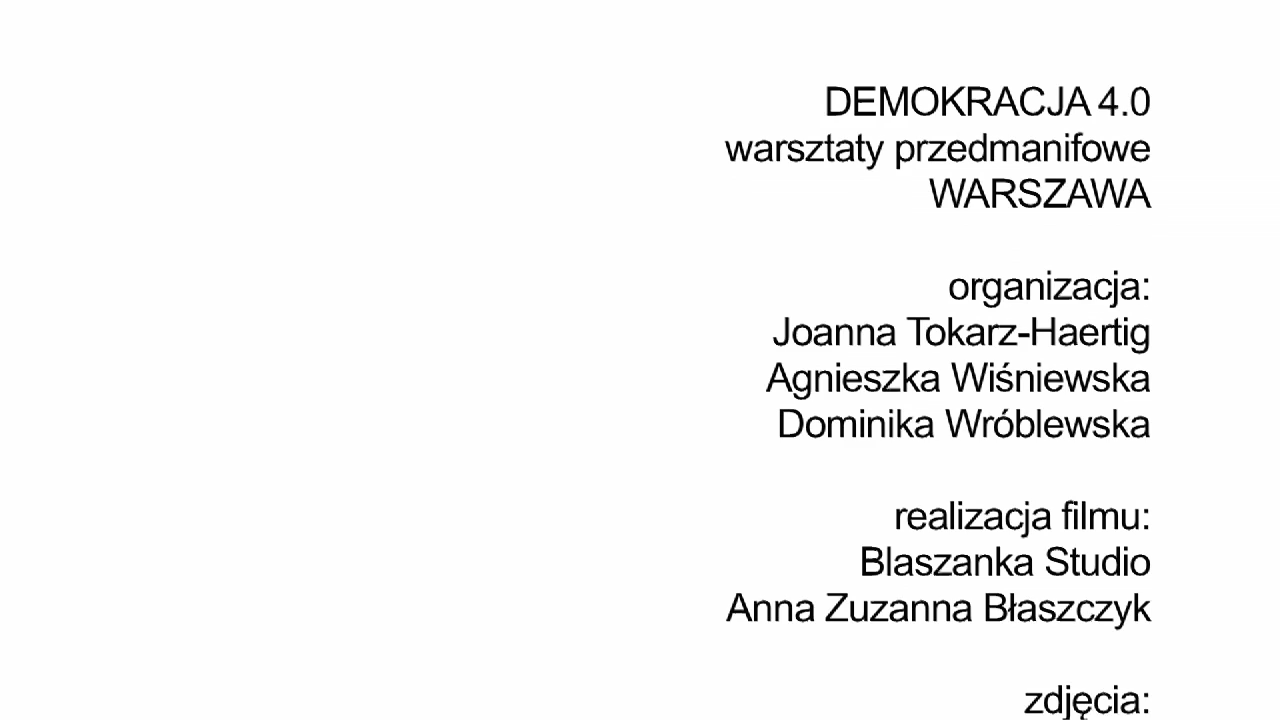 DEMOKRACJA 4.0
warsztaty przedmanifowe
WARSZAWA
organizacja:
Joanna Tokarz-Haertig
Agnieszka Wiśniewska
Dominika Wróblewska
realizacja filmu:
Blaszanka Studio
Anna Zuzanna Błaszczyk
zdjęcia: